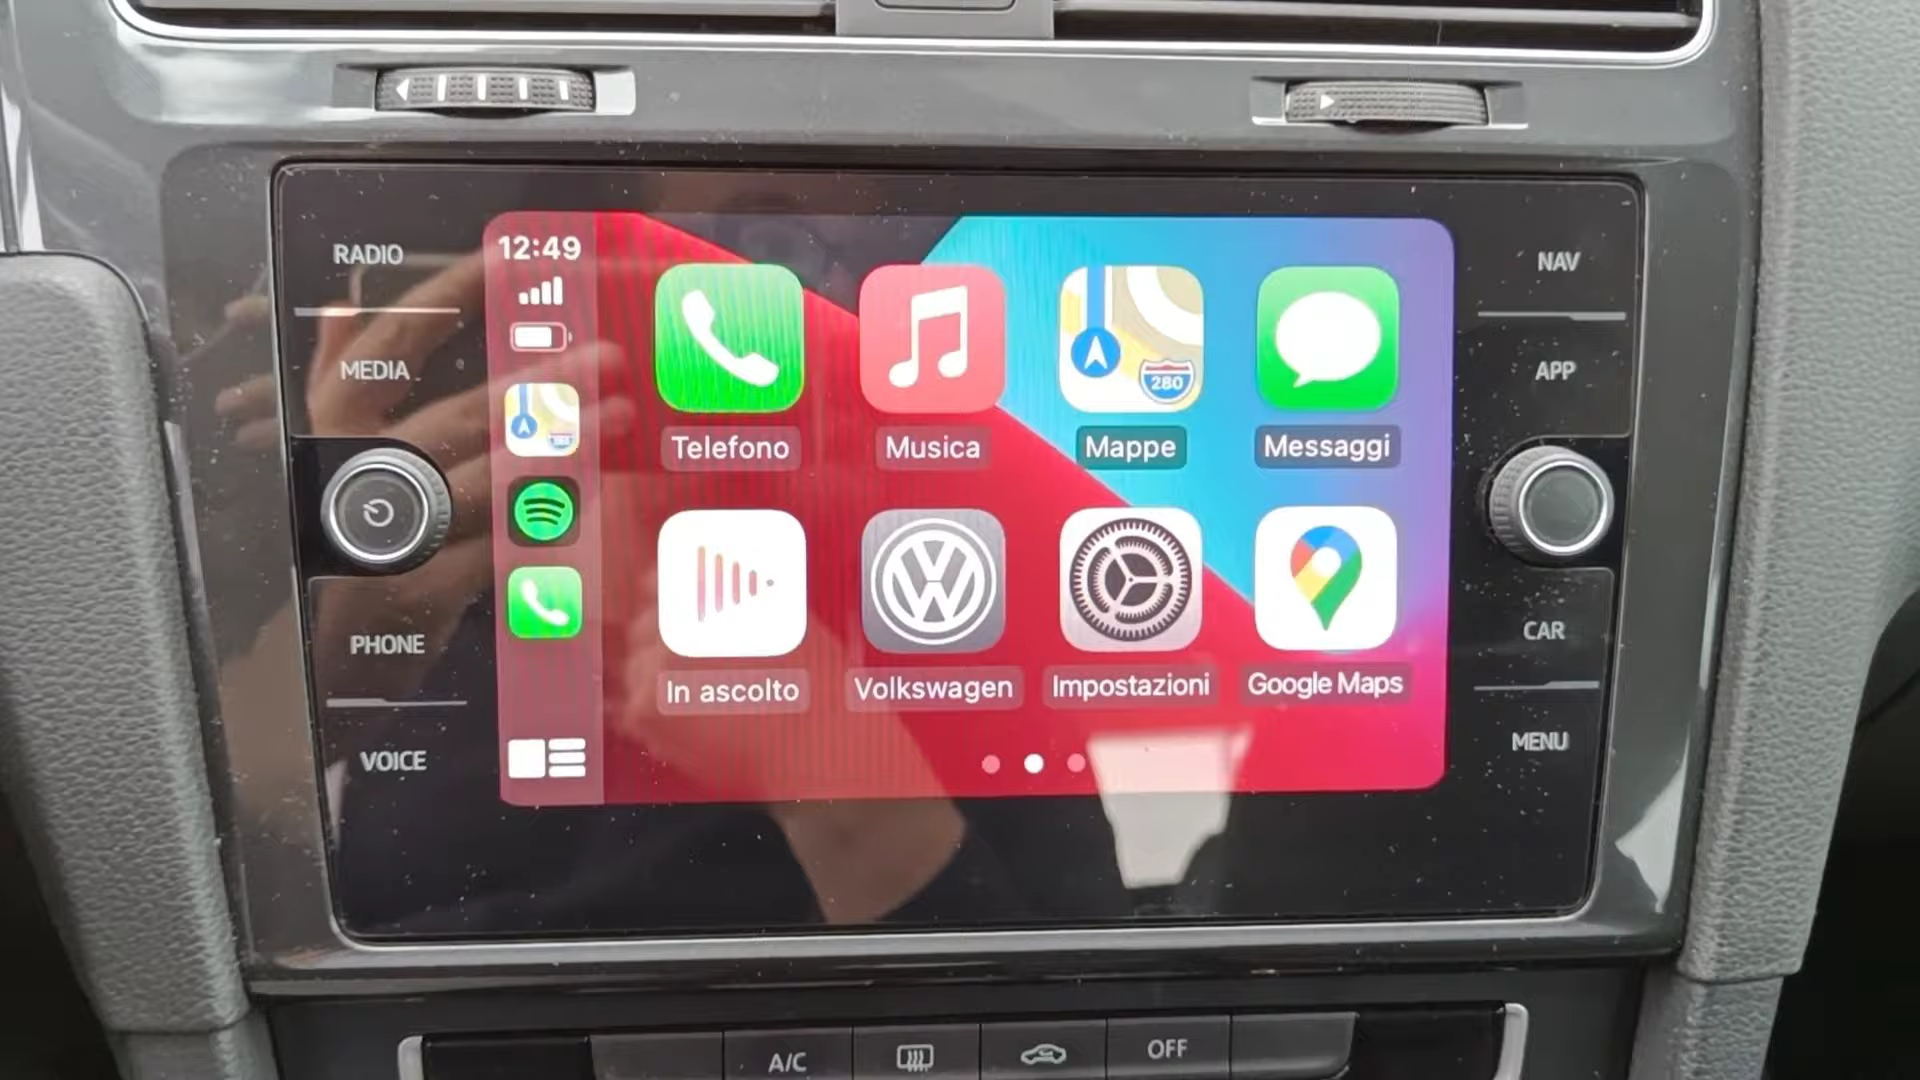 RADIO
MEDIA
PHONE
VOICE
12:49
280
Telefono
Musica
Mappe
Messaggi
In ascolto
Volkswagen
Impostazioni
Google Maps
NAV
APP
CAR
MENU
A/C
OFF